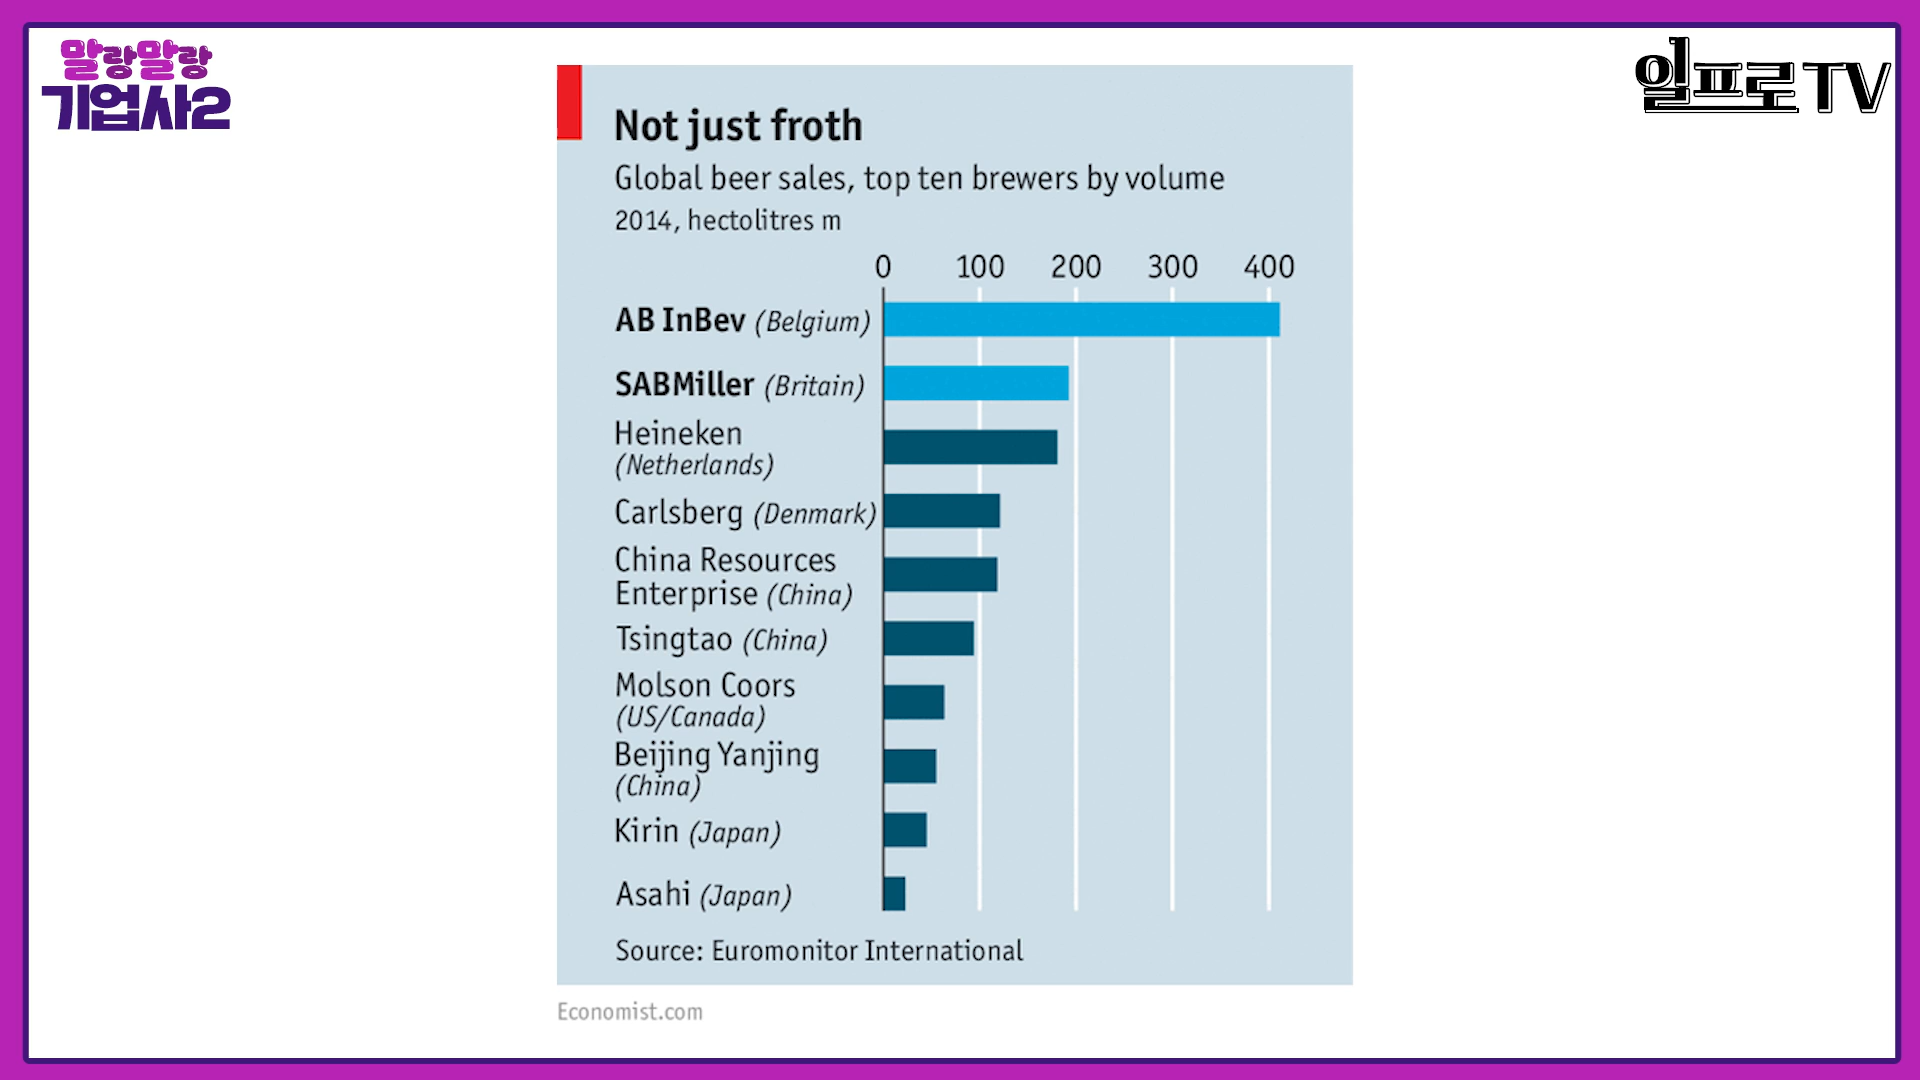 말랑말랑
기업사2
일프로TV
Not just froth
Global beer sales, top ten brewers by volume
2014, hectolitres m
0 100 200 300 400
AB InBev (Belgium)
SABMiller (Britain)
Heineken
(Netherlands)
Carlsberg (Denmark)
China Resources
Enterprise (China)
Tsingtao (China)
Molson Coors
(US/Canada)
Beijing Yanjing
(China)
Kirin (Japan)
Asahi (Japan)
Source: Euromonitor International
Economist.com